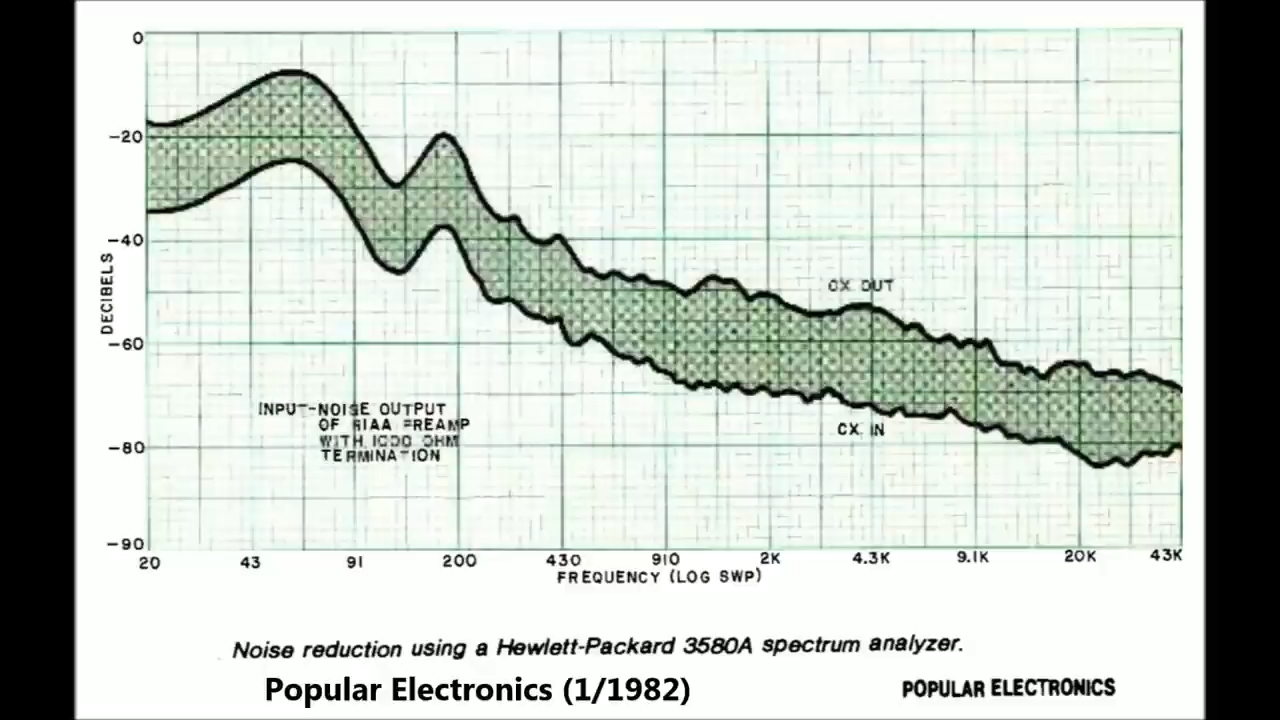 0
-20
-40
-60
-80
-90
DECIBELS
CX OUT
CX IN
INPUT-NOISE OUTPUT
OF RIAA PREAMP
WITH 1000 OHM
TERMINATION
20 43 91 200 430 910 2K 4.3K 9.1K 20K 43K
FREQUENCY (LOG SWP)
Noise reduction using a Hewlett-Packard 3580A spectrum analyzer.
Popular Electronics (1/1982) POPULAR ELECTRONICS